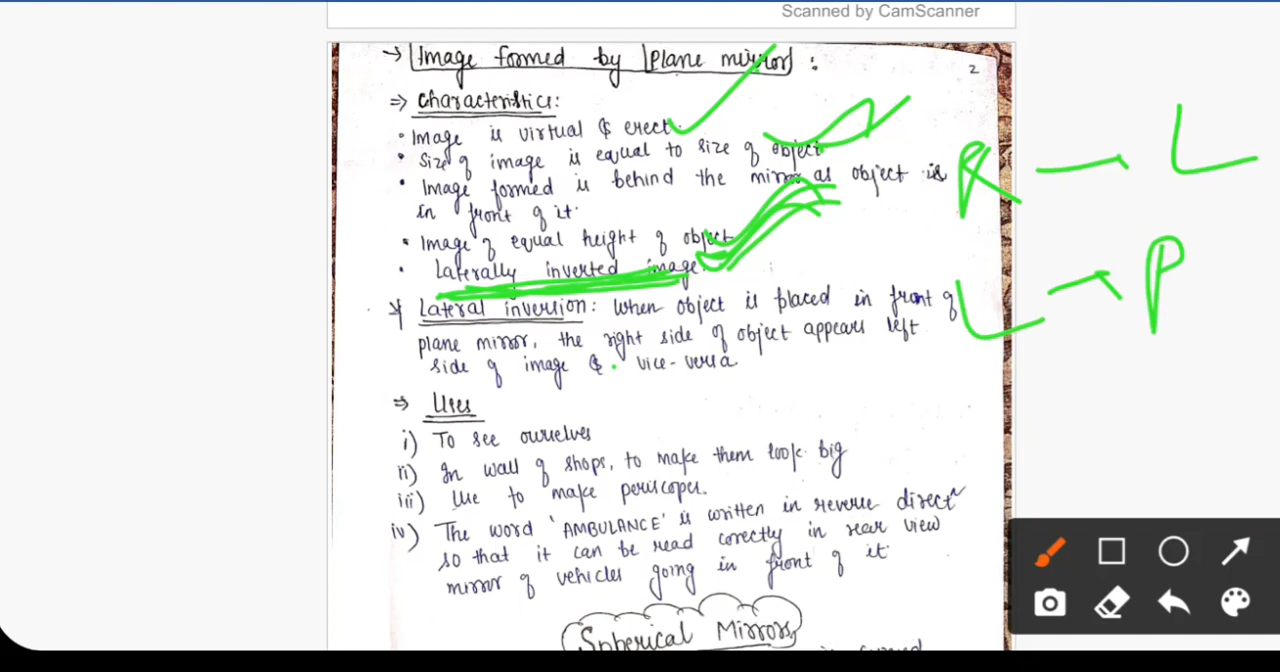 Scanned by CamScanner
→ Image formed by Plane mirror :
2
⇒ Characteristics:
• Image is virtual & erect.
• Size of image is equal to size of object
• Image formed is behind the mirror as object is
in front of it.
• Image of equal height of object
• Laterally inverted image.
* Lateral inversion: When object is placed in front of
plane mirror, the right side of object appears left
side of image & vice-versa.
R → L
L → P
⇒ Uses
i) To see ourselves
ii) In wall of shops, to make them look big
iii) Use to make periscopes.
iv) The word 'AMBULANCE' is written in reverse directn
so that it can be read correctly in rear view
mirror of vehicles going in front of it.
Spherical Mirrors